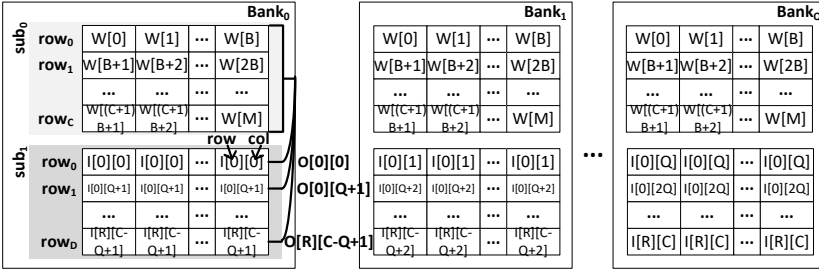 Bank0 Bank1 BankQ
sub0
row0 W[0] W[1] ... W[B] W[0] W[1] ... W[B] W[0] W[1] ... W[B]
row1 W[B+1] W[B+2] ... W[2B] W[B+1] W[B+2] ... W[2B] W[B+1] W[B+2] ... W[2B]
... ... ... ... ... ... ... ... ...
rowC W[(C+1)B+1] W[(C+1)B+2] ... W[M] W[(C+1)B+1] W[(C+1)B+2] ... W[M] W[(C+1)B+1] W[(C+1)B+2] ... W[M]
row col
sub1
row0 I[0][0] I[0][0] ... I[0][0] O[0][0] I[0][1] I[0][1] ... I[0][1] ... I[0][Q] I[0][Q] ... I[0][Q]
row1 I[0][Q+1] I[0][Q+1] ... I[0][Q+1] O[0][Q+1] I[0][Q+2] I[0][Q+2] ... I[0][Q+2] I[0][2Q] I[0][2Q] ... I[0][2Q]
... ... ... ... ... ... ... ... ...
rowD I[R][C-Q+1] I[R][C-Q+1] ... I[R][C-Q+1] O[R][C-Q+1] I[R][C-Q+2] I[R][C-Q+2] ... I[R][C-Q+2] I[R][C] I[R][C] ... I[R][C]